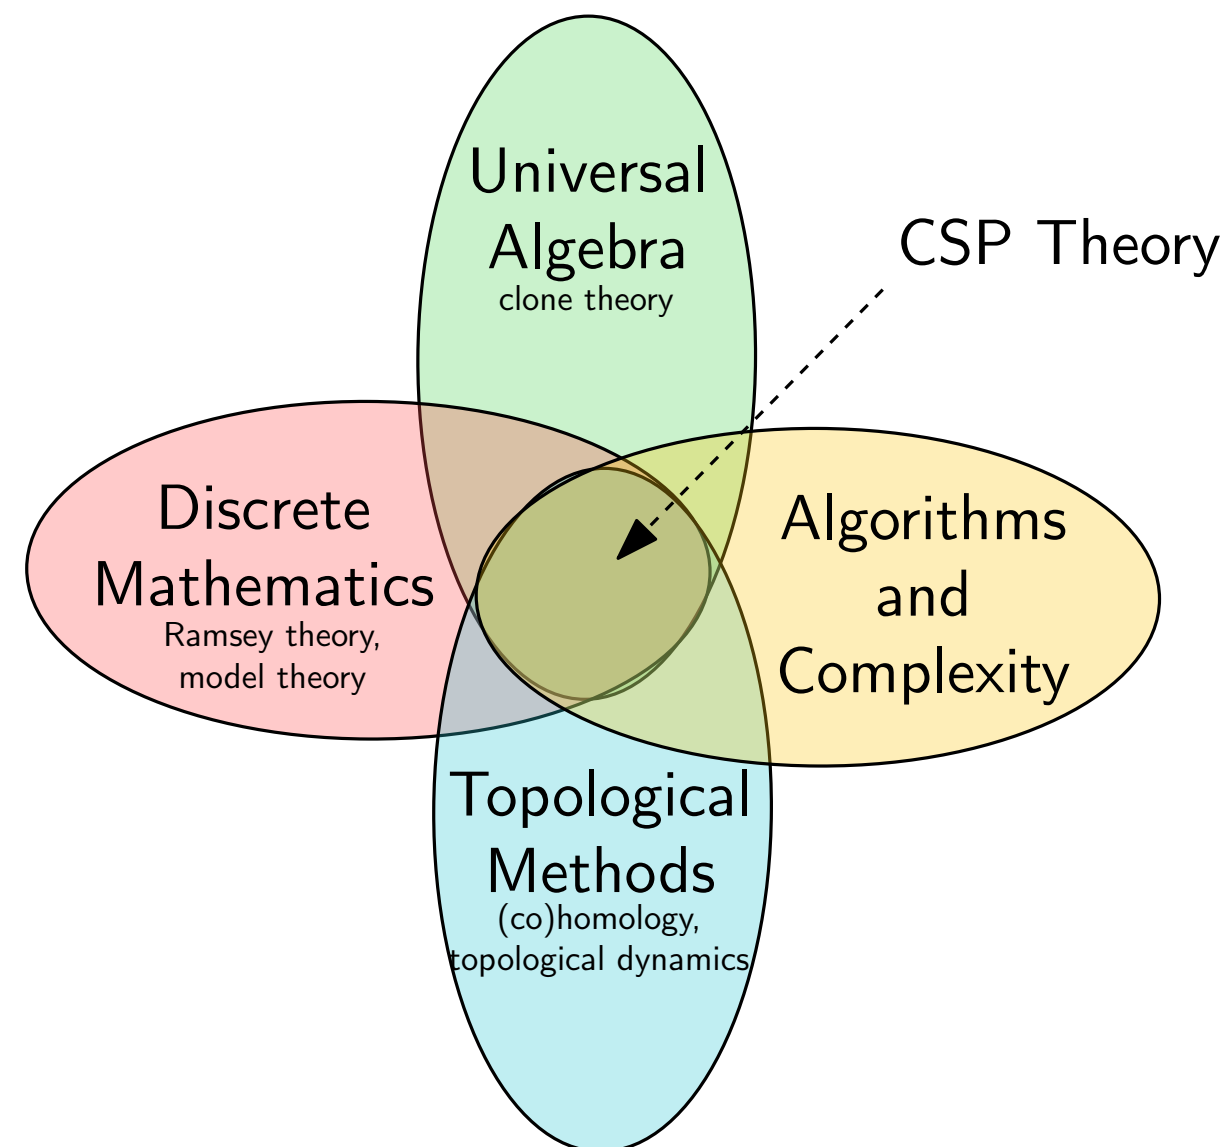 Universal
Algebra
clone theory
CSP Theory
Discrete
Mathematics
Ramsey theory,
model theory
Algorithms
and
Complexity
Topological
Methods
(co)homology,
topological dynamics